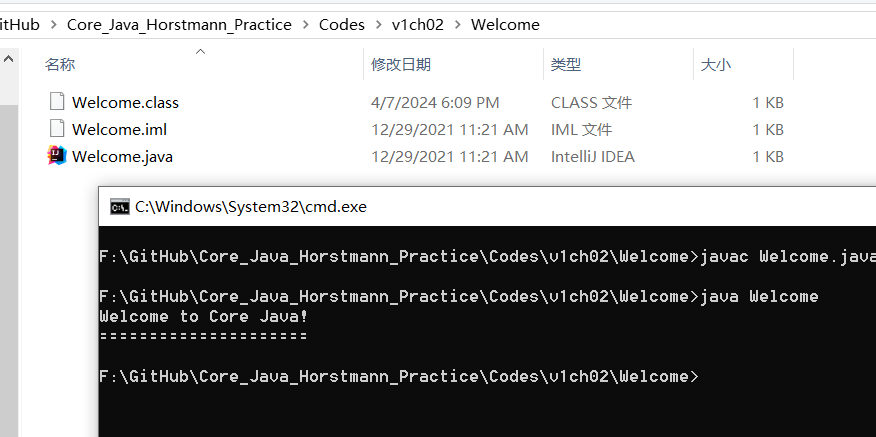 itHub > Core_Java_Horstmann_Practice > Codes > v1ch02 > Welcome
名称 修改日期 类型 大小
Welcome.class 4/7/2024 6:09 PM CLASS 文件 1 KB
Welcome.iml 12/29/2021 11:21 AM IML 文件 1 KB
Welcome.java 12/29/2021 11:21 AM IntelliJ IDEA 1 KB
C:\Windows\System32\cmd.exe
F:\GitHub\Core_Java_Horstmann_Practice\Codes\v1ch02\Welcome>javac Welcome.java
F:\GitHub\Core_Java_Horstmann_Practice\Codes\v1ch02\Welcome>java Welcome
Welcome to Core Java!
=====================
F:\GitHub\Core_Java_Horstmann_Practice\Codes\v1ch02\Welcome>